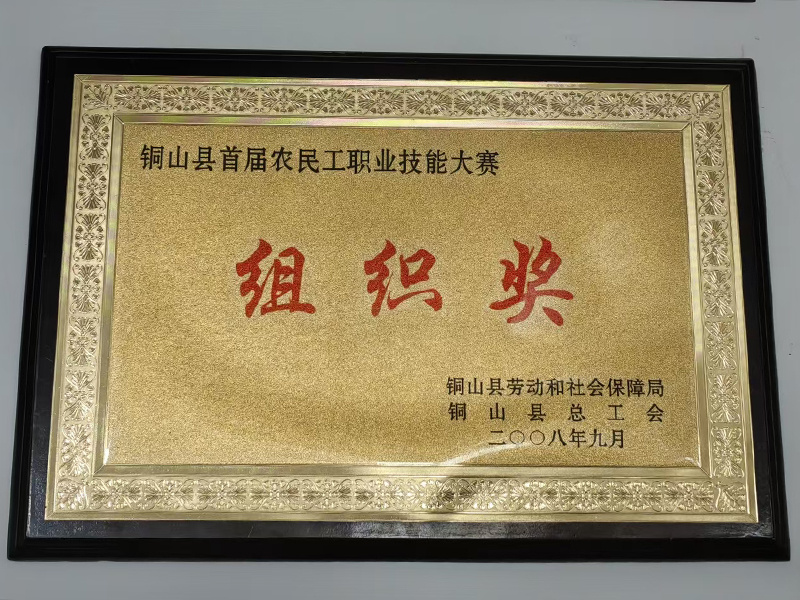 铜山县首届农民工职业技能大赛
组织奖
铜山县劳动和社会保障局
铜山县总工会
二〇〇八年九月